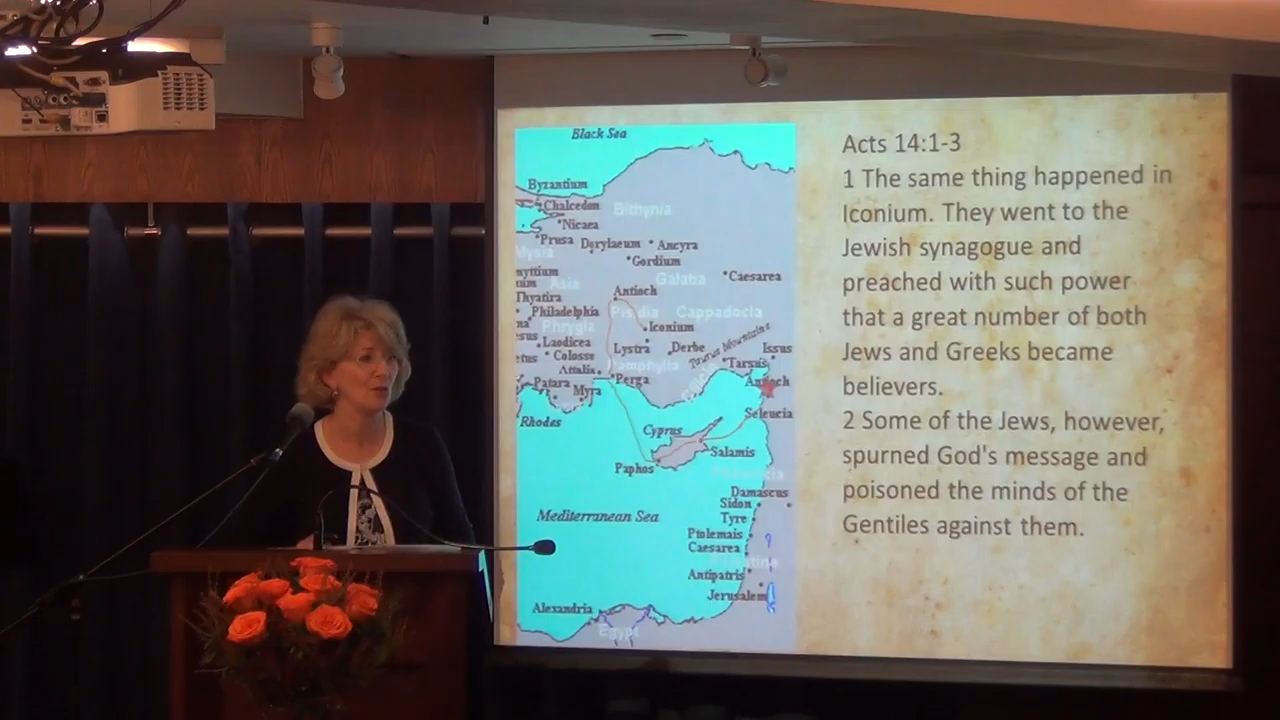 Black Sea
Byzantium
Chalcedon
Bithynia
Nicaea
Prusa
Dorylaeum
Ancyra
Mysia
Gordium
Galatia
Caesarea
Asia
Antioch
Thyatira
Philadelphia
Pisidia
Cappadocia
Phrygia
Iconium
Laodicea
Lystra
Derbe
Taurus Mountains
Issus
Colosse
Attalia
Pamphylia
Tarsus
Patara
Myra
Perga
Antioch
Rhodes
Seleucia
Cyprus
Salamis
Paphos
Damascus
Sidon
Tyre
Mediterranean Sea
Ptolemais
Caesarea
Antipatris
Jerusalem
Alexandria
Egypt
Acts 14:1-3
1 The same thing happened in
Iconium. They went to the
Jewish synagogue and
preached with such power
that a great number of both
Jews and Greeks became
believers.
2 Some of the Jews, however,
spurned God's message and
poisoned the minds of the
Gentiles against them.